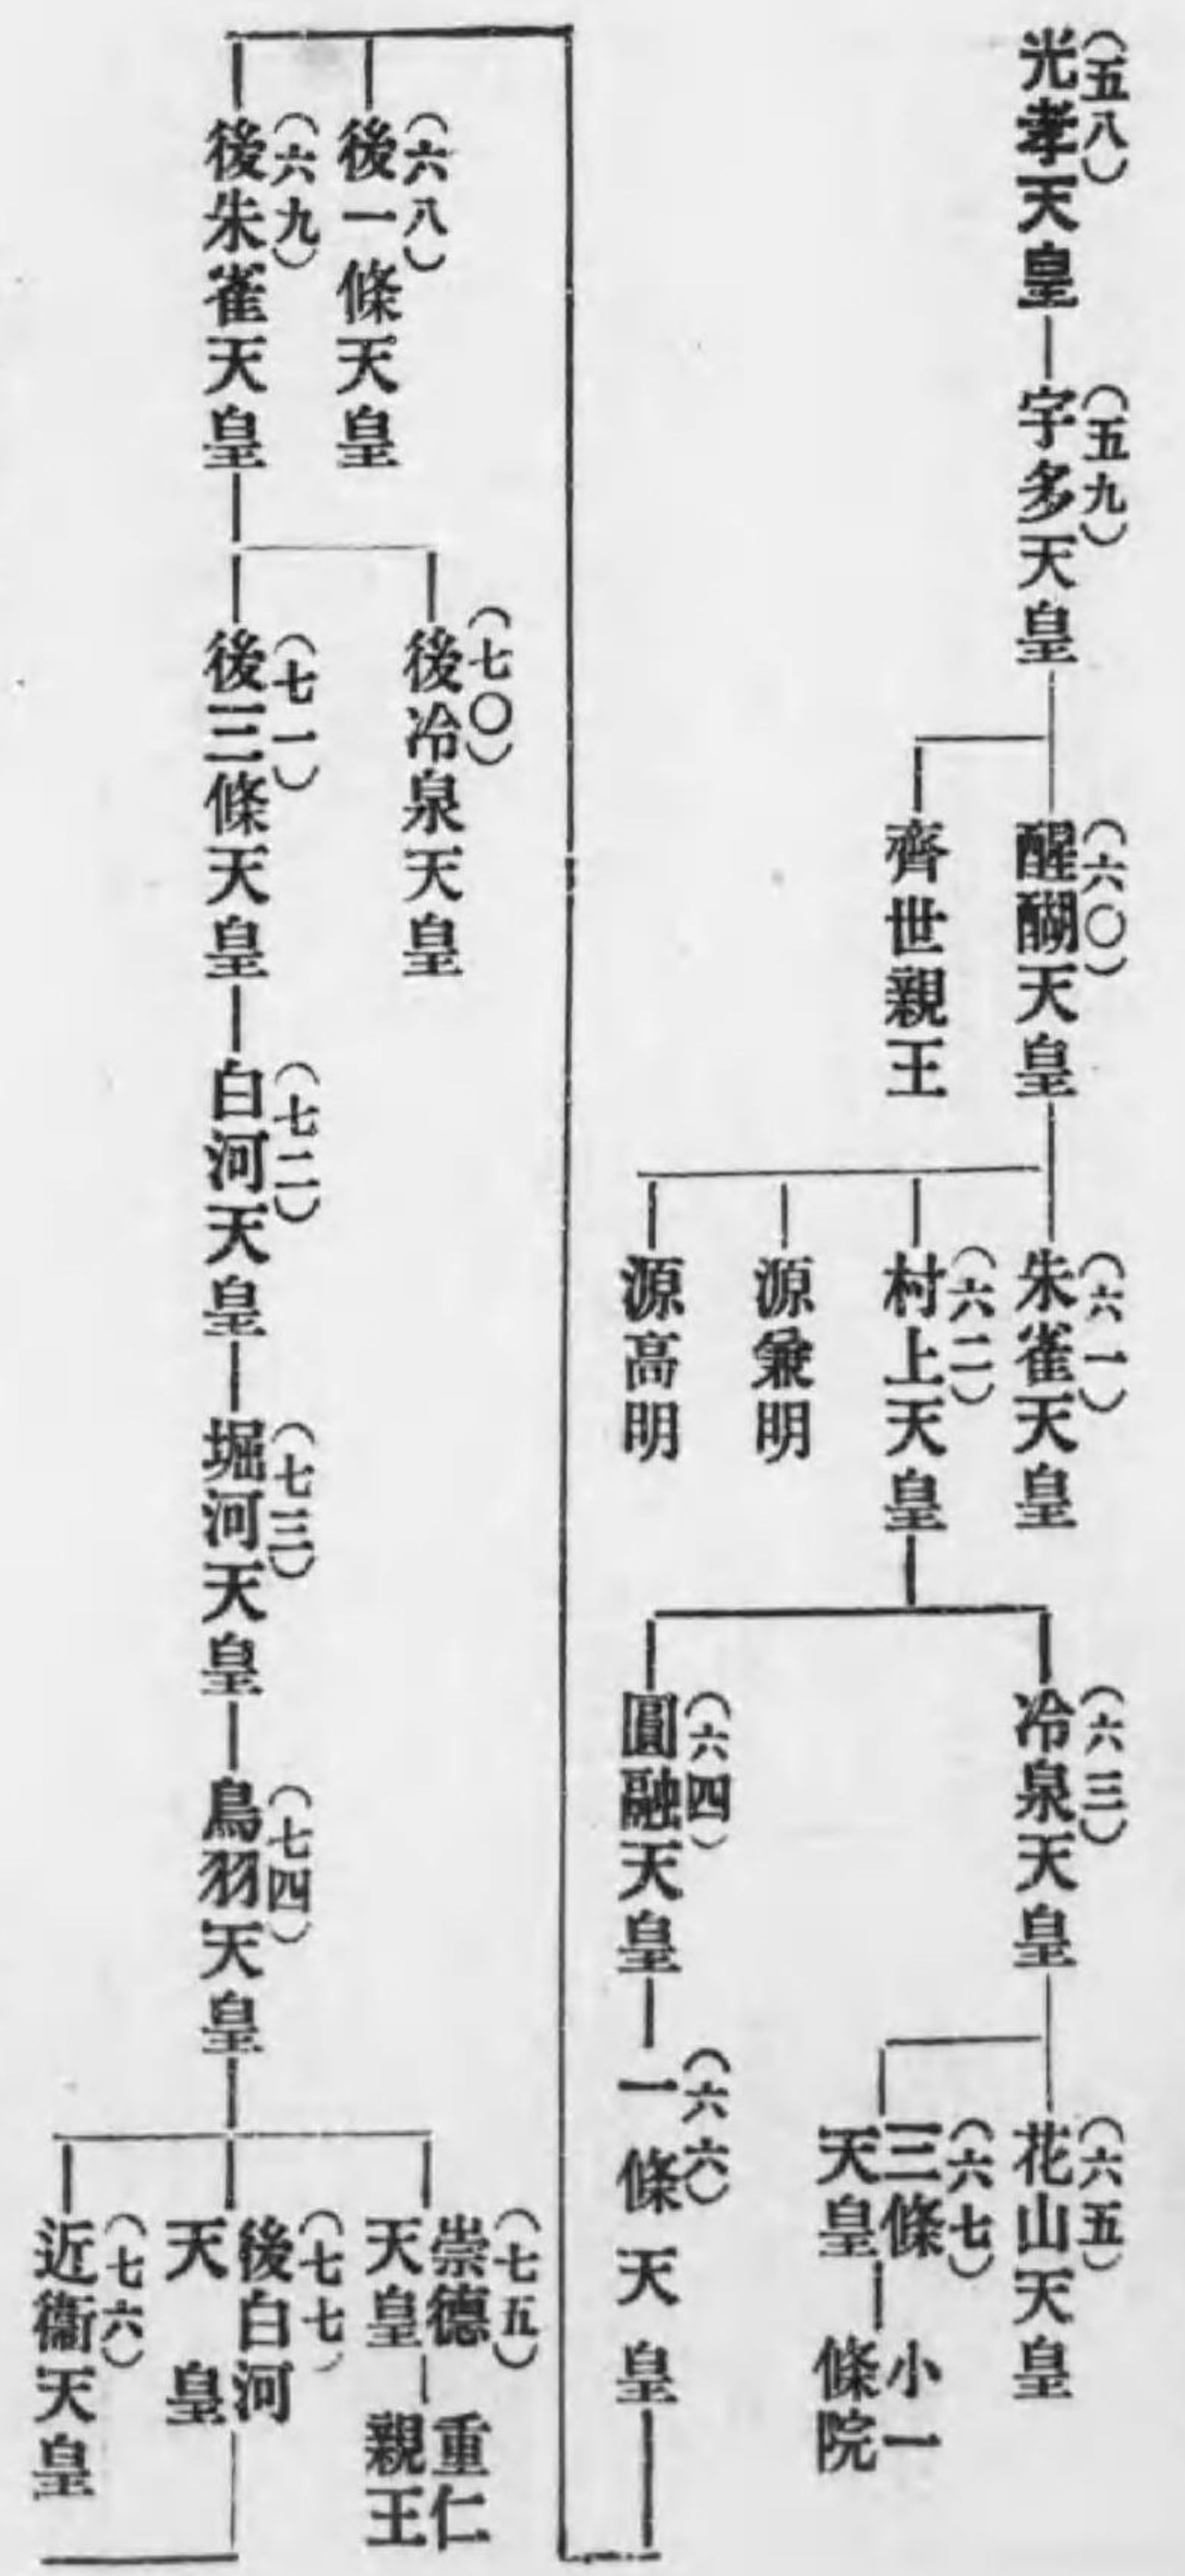 (五八)
光孝天皇
(五九)
宇多天皇
(六〇)
醍醐天皇
齊世親王
(六一)
朱雀天皇
(六二)
村上天皇
源兼明
源高明
(六三)
冷泉天皇
(六四)
圓融天皇
(六五)
花山天皇
(六七)
三條
天皇
小一
條院
(六六)
一條天皇
(六八)
後一條天皇
(六九)
後朱雀天皇
(七〇)
後冷泉天皇
(七一)
後三條天皇
(七二)
白河天皇
(七三)
堀河天皇
(七四)
鳥羽天皇
(七五)
崇德
天皇
重仁
親王
(七七)
後白河
天皇
(七六)
近衞天皇